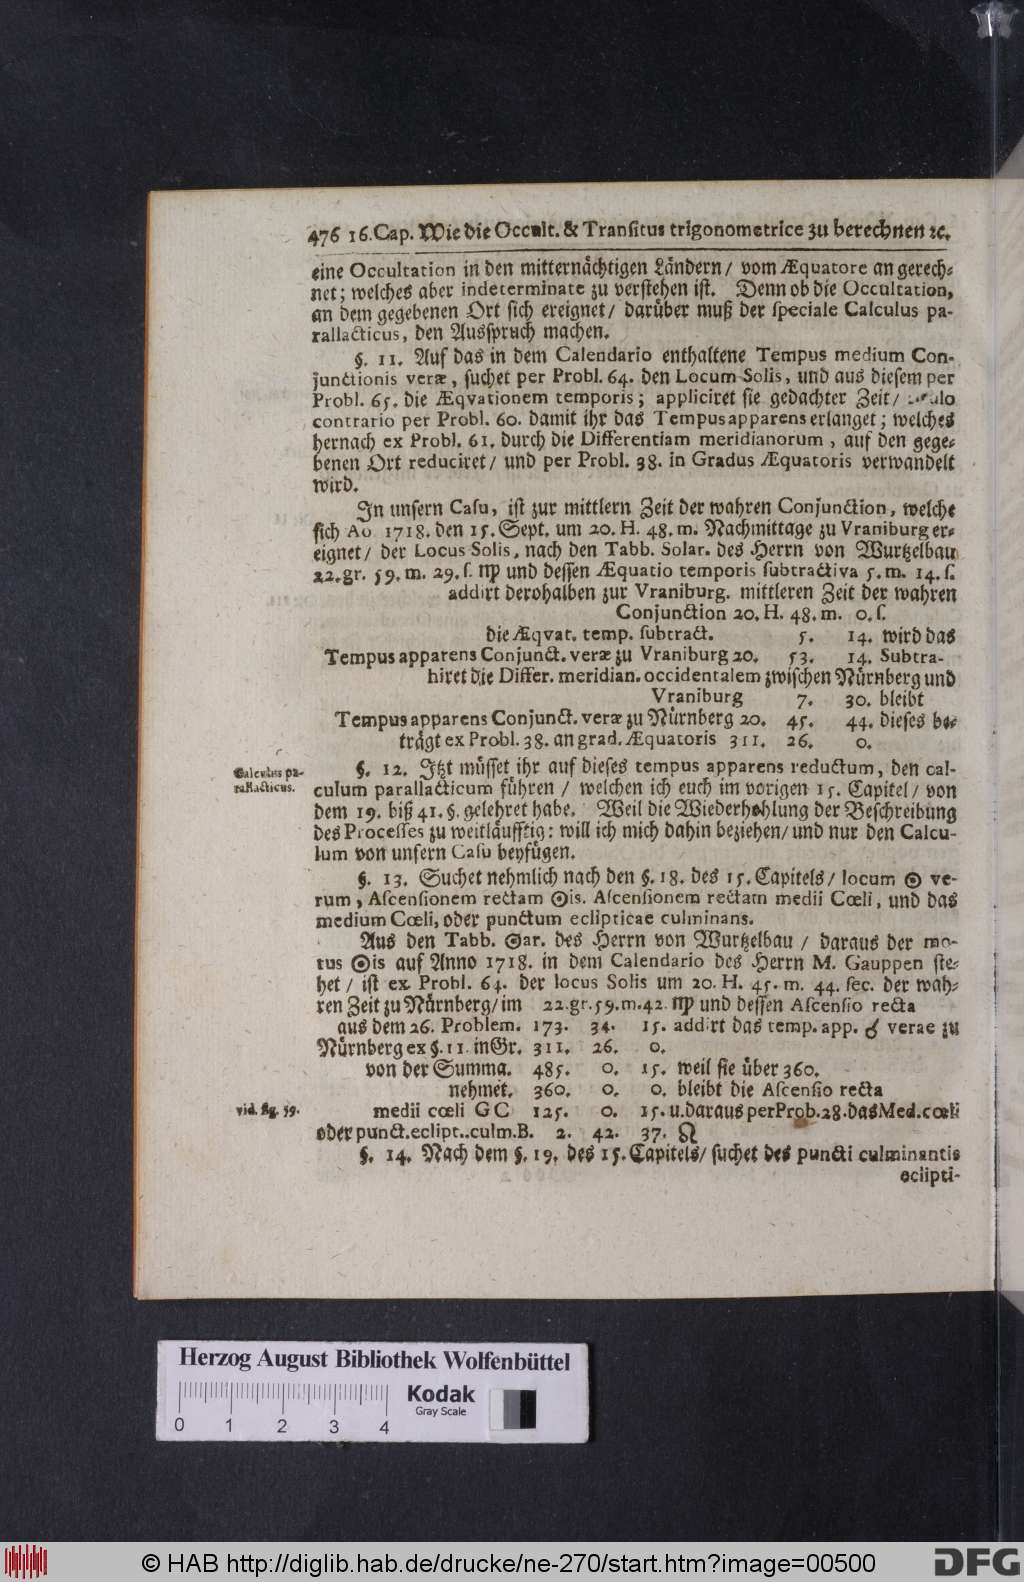 476 16. Cap. Wie die Occult. & Transitus trigonometrice zu berechnen ꝛc.
eine Occultation in den mitternächtigen Ländern / vom Æquatore an gerech-
net; welches aber indeterminate zu verstehen ist. Denn ob die Occultation,
an dem gegebenen Ort sich ereignet / darüber muß der speciale Calculus pa-
rallacticus, den Ausspruch machen.
§. 11. Auf das in dem Calendario enthaltene Tempus medium Con-
junctionis veræ, suchet per Probl. 64. den Locum Solis, und aus diesem per
Probl. 65. die Æqvationem temporis; appliciret sie gedachter Zeit /
contrario per Probl. 60. damit ihr das Tempus apparens erlanget; welches
hernach ex Probl. 61. durch die Differentiam meridianorum, auf den gege-
benen Ort reduciret / und per Probl. 38. in Gradus Æquatoris verwandelt
wird.
In unsern Casu, ist zur mittlern Zeit der wahren Conjunction, welche
sich Ao 1718. den 15. Sept. um 20. H. 48. m. Nachmittage zu Vraniburg er-
eignet / der Locus Solis, nach den Tabb. Solar. des Herrn von Wurtzelbau
22. gr. 59. m. 29. s. ♍ und dessen Æquatio temporis subtractiva 5. m. 14. s.
addirt derohalben zur Vraniburg. mittleren Zeit der wahren
Conjunction 20. H. 48. m. 0. s.
die Æqvat. temp. subtract. 5. 14. wird das
Tempus apparens Conjunct. veræ zu Vraniburg 20. 53. 14. Subtra-
hiret die Differ. meridian. occidentalem zwischen Nürnberg und
Vraniburg 7. 30. bleibt
Tempus apparens Conjunct. veræ zu Nürnberg 20. 45. 44. dieses be-
trägt ex Probl. 38. an grad. Æquatoris 311. 26. 0.
Calculus pa-
rallacticus.
§. 12. Itzt müsset ihr auf dieses tempus apparens reductum, den cal-
culum parallacticum führen / welchen ich euch im vorigen 15. Capitel / von
dem 19. biß 41. §. gelehret habe. Weil die Wiederhohlung der Beschreibung
des Processes zu weitläufftig: will ich mich dahin beziehen / und nur den Calcu-
lum von unsern Casu beyfügen.
§. 13. Suchet nehmlich nach den §. 18. des 15. Capitels / locum ☉ ve-
rum, Ascensionem rectam ☉is. Ascensionem rectam medii Cœli, und das
medium Cœli, oder punctum eclipticae culminans.
Aus den Tabb. ☉ar. des Herrn von Wurtzelbau / daraus der mo-
tus ☉is auf Anno 1718. in dem Calendario des Herrn M. Gauppen ste-
het / ist ex Probl. 64. der locus Solis um 20. H. 45. m. 44. sec. der wah-
ren Zeit zu Nürnberg / im 22. gr. 59. m. 42. ♍ und dessen Ascensio recta
aus dem 26. Problem. 173. 34. 15. addirt das temp. app. ☌ verae zu
Nürnberg ex §. 11. in Gr. 311. 26. 0.
von der Summa. 485. 0. 15. weil sie über 360.
nehmet. 360. 0. 0. bleibt die Ascensio recta
vid. fig. 59.
medii cœli G C 125. 0. 15. u. daraus per Prob. 28. das Med. cœli
oder punct. eclipt. culm. B. 2. 42. 37. ♌
§. 14. Nach dem §. 19. des 15. Capitels / suchet des puncti culminantis
eclipti-
Herzog August Bibliothek Wolfenbüttel
Kodak
Gray Scale
0 1 2 3 4
© HAB http://diglib.hab.de/drucke/ne-270/start.htm?image=00500
DFG